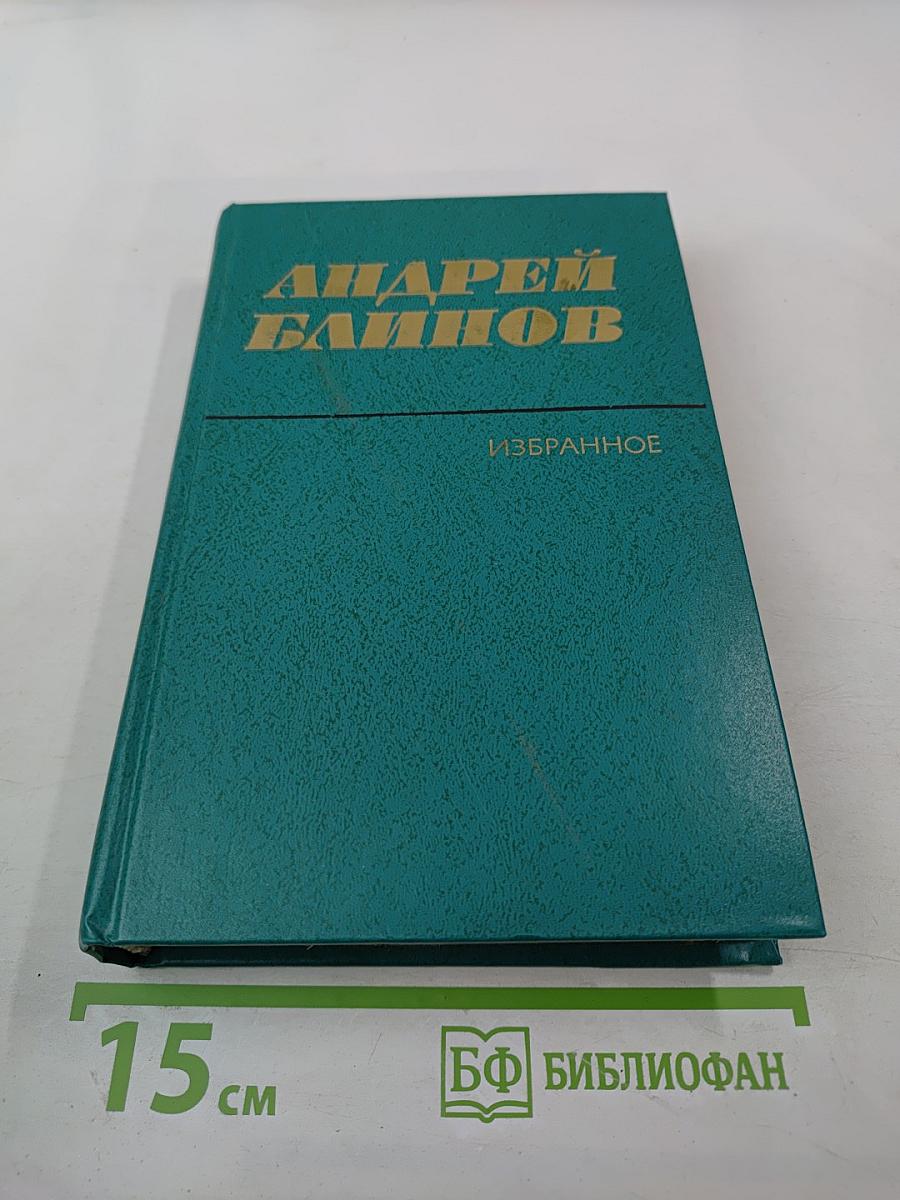 АНДРЕЙ
БЛИНОВ
ИЗБРАННОЕ
15 см
БФ БИБЛИОФАН